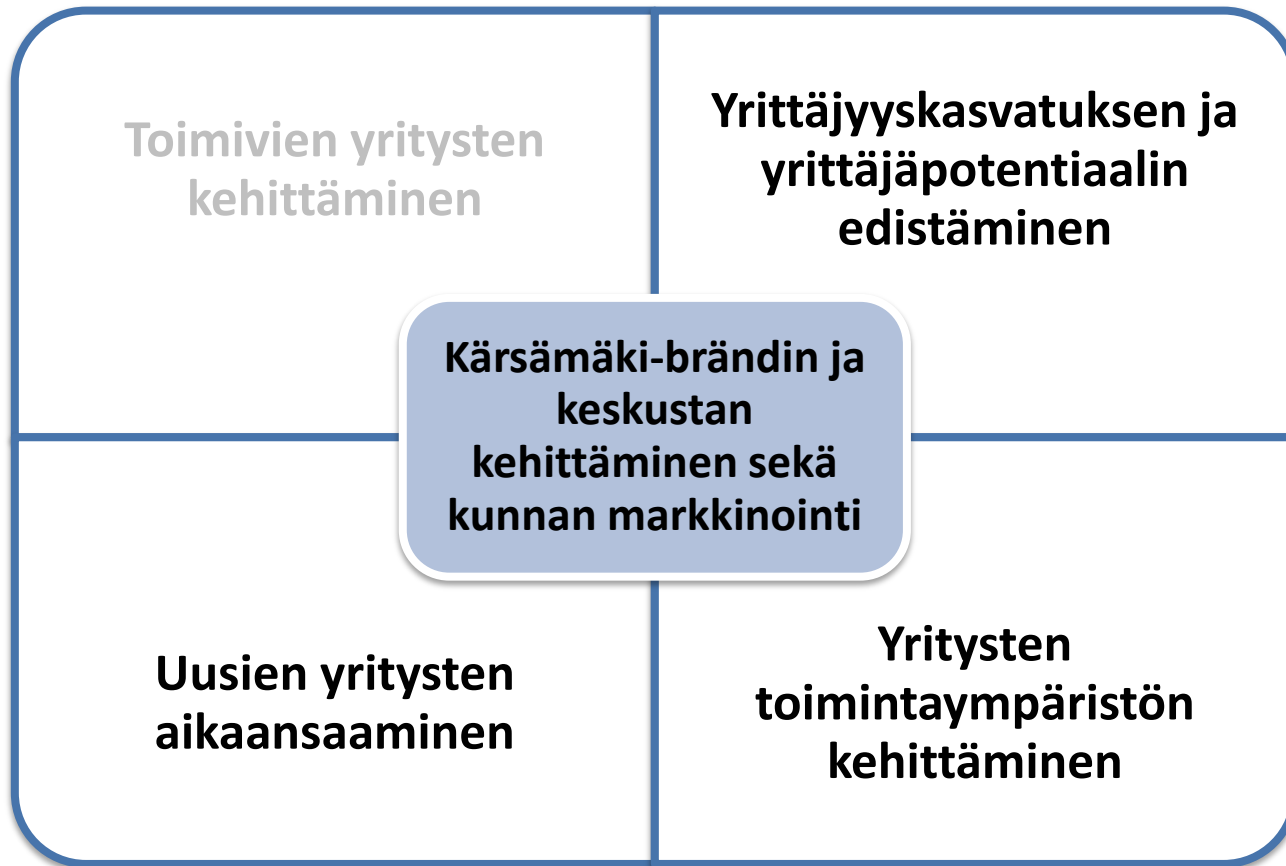 Toimivien yritysten
kehittäminen
Yrittäjyyskasvatuksen ja
yrittäjäpotentiaalin
edistäminen
Kärsämäki-brändin ja
keskustan
kehittäminen sekä
kunnan markkinointi
Uusien yritysten
aikaansaaminen
Yritysten
toimintaympäristön
kehittäminen